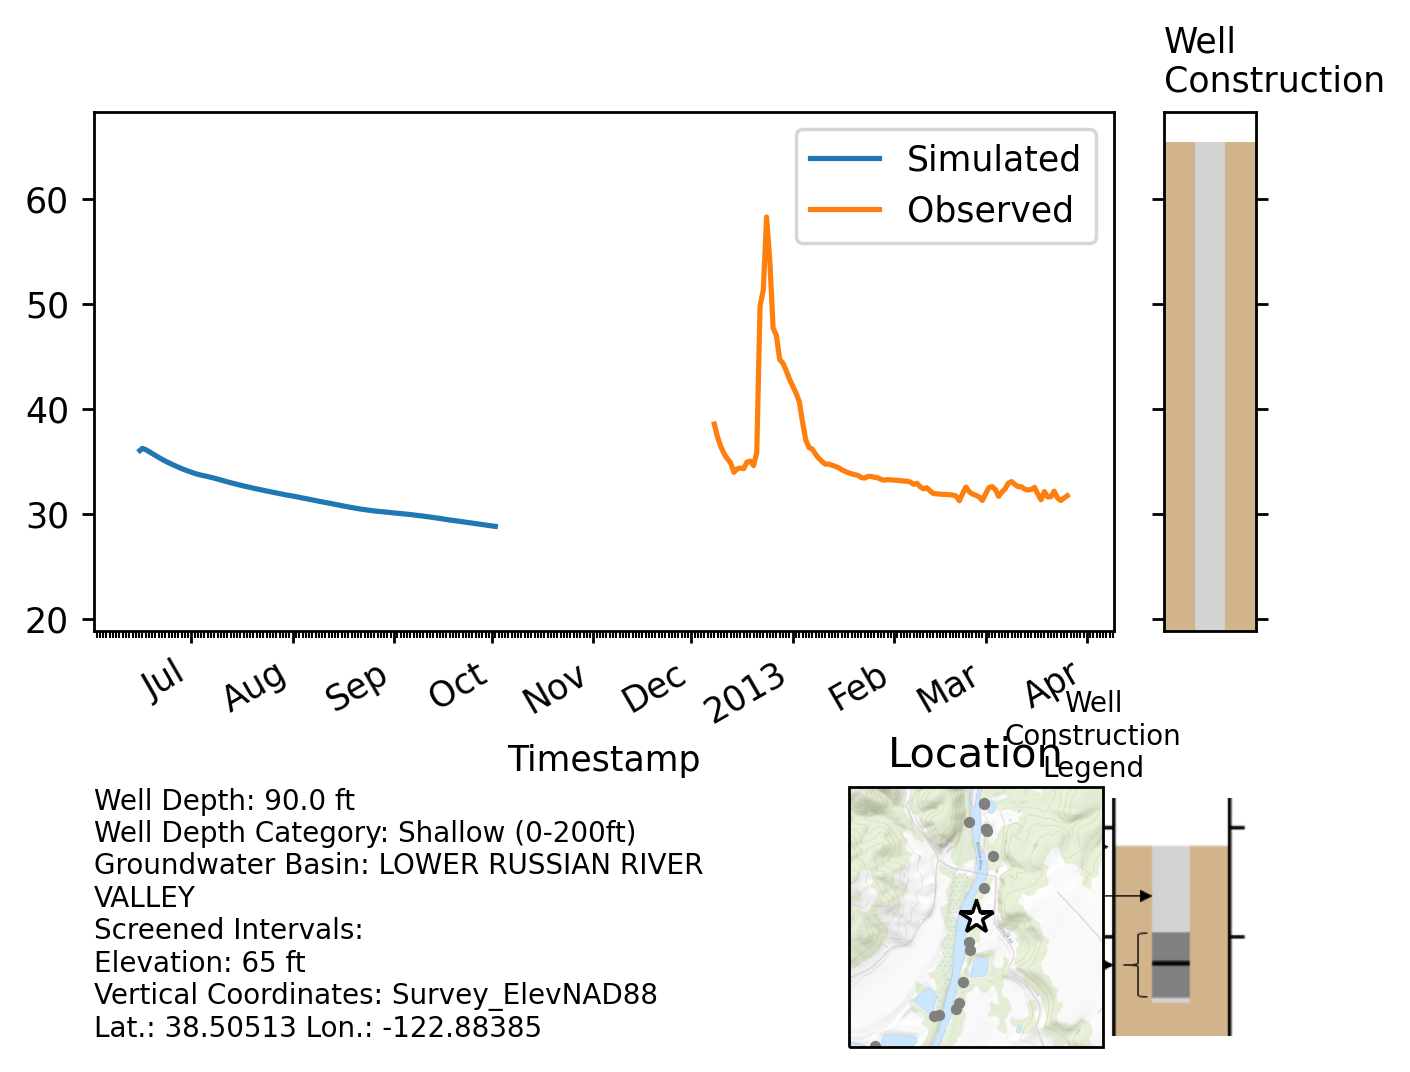 Well
Construction
Simulated
Observed
60
50
40
30
20
Jul
Aug
Sep
Oct
Nov
Dec
2013
Feb
Mar
Apr
Timestamp
Well
Construction
Legend
Location
Well Depth: 90.0 ft
Well Depth Category: Shallow (0-200ft)
Groundwater Basin: LOWER RUSSIAN RIVER
VALLEY
Screened Intervals:
Elevation: 65 ft
Vertical Coordinates: Survey_ElevNAD88
Lat.: 38.50513 Lon.: -122.88385